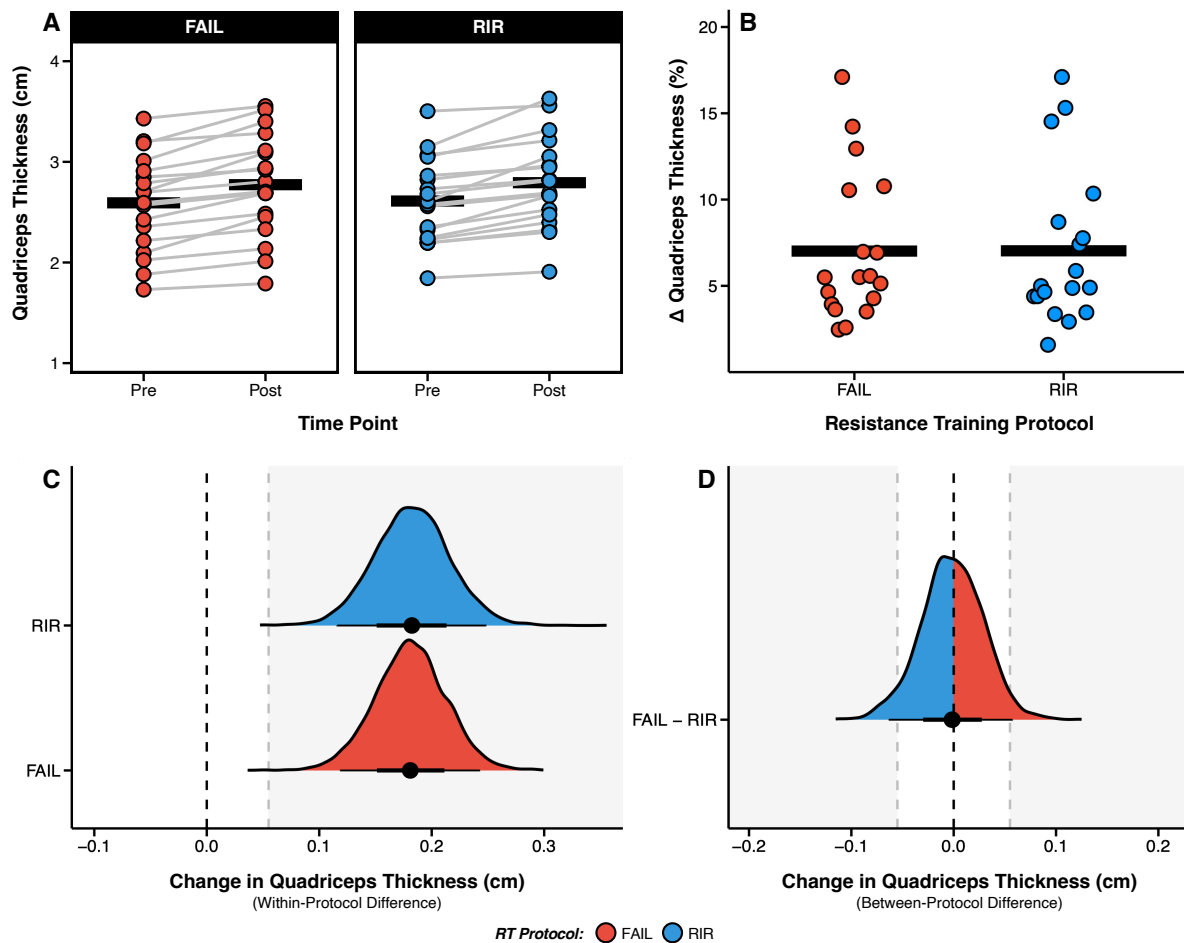 A
FAIL
RIR
Quadriceps Thickness (cm)
4
3
2
1
Pre
Post
Pre
Post
Time Point
B
Δ Quadriceps Thickness (%)
20
15
10
5
FAIL
RIR
Resistance Training Protocol
C
RIR
FAIL
−0.1
0.0
0.1
0.2
0.3
Change in Quadriceps Thickness (cm)
(Within-Protocol Difference)
D
FAIL − RIR
−0.2
−0.1
0.0
0.1
0.2
Change in Quadriceps Thickness (cm)
(Between-Protocol Difference)
RT Protocol: FAIL RIR